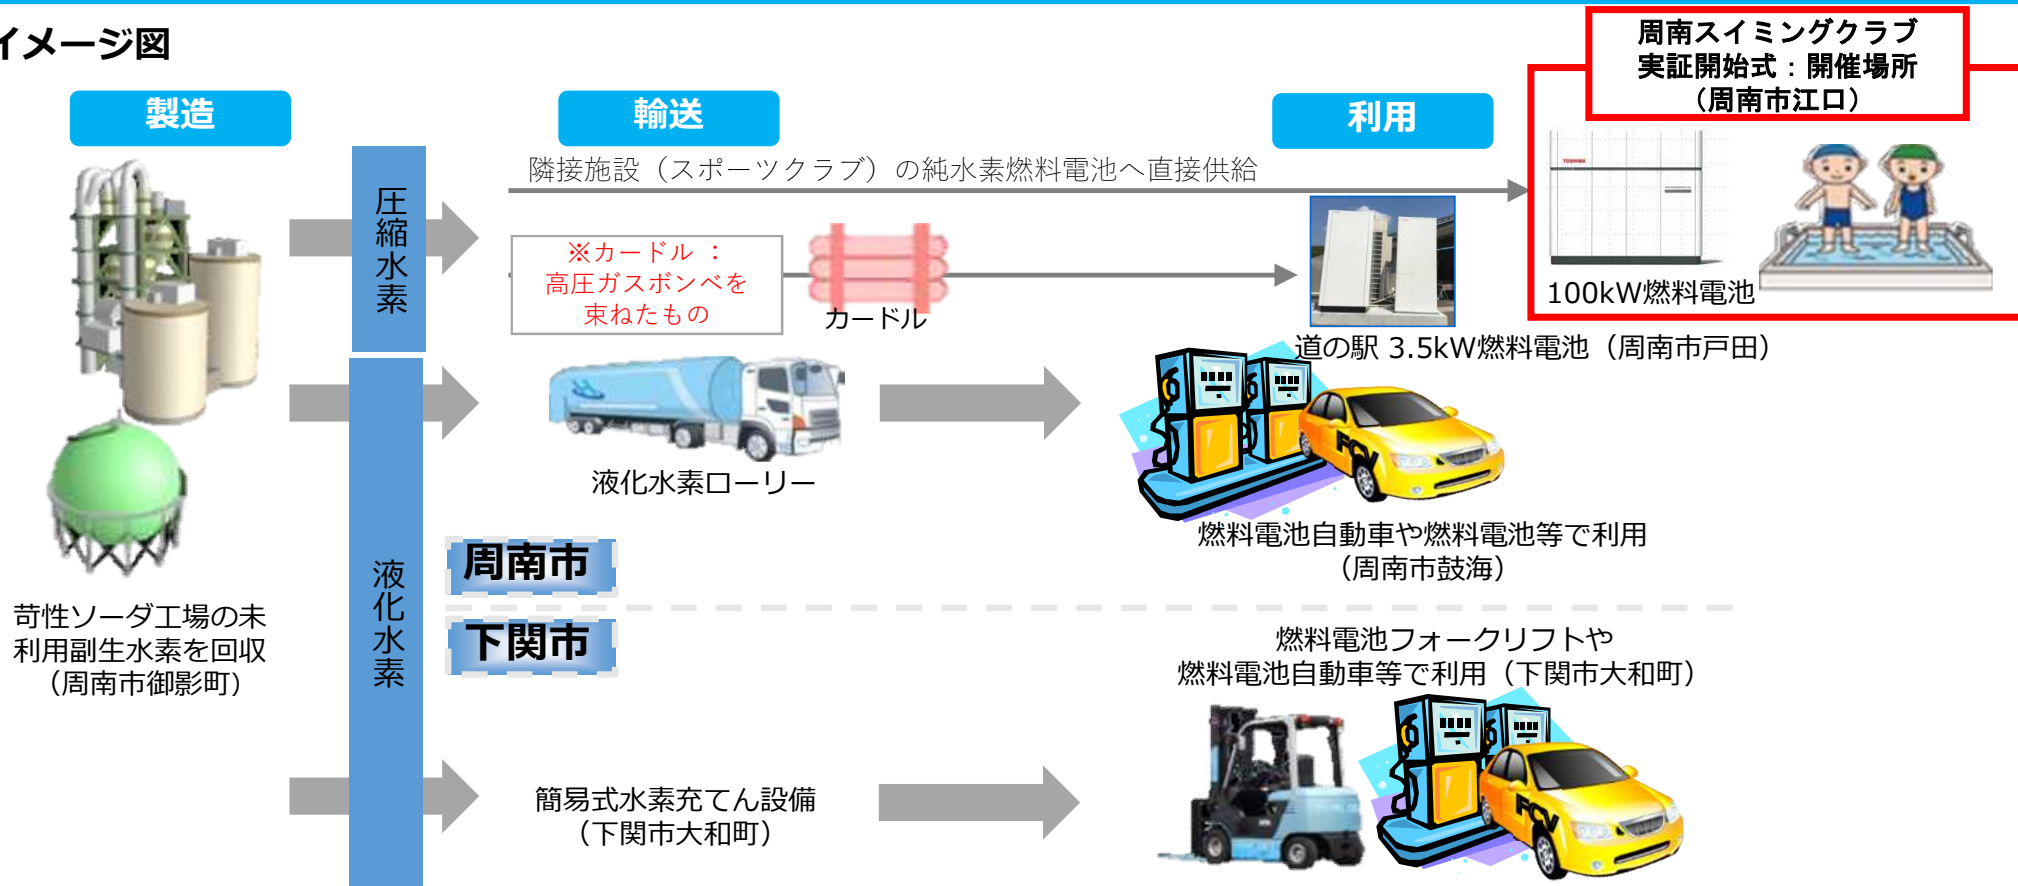 イメージ図
周南スイミングクラブ
実証開始式：開催場所
（周南市江口）
製造
輸送
利用
隣接施設（スポーツクラブ）の純水素燃料電池へ直接供給
TOSHIBA
圧縮水素
※カードル ：
高圧ガスボンベを
束ねたもの
カードル
100kW燃料電池
道の駅 3.5kW燃料電池（周南市戸田）
液化水素ローリー
FCV
燃料電池自動車や燃料電池等で利用
（周南市鼓海）
液化水素
周南市
下関市
苛性ソーダ工場の未
利用副生水素を回収
（周南市御影町）
燃料電池フォークリフトや
燃料電池自動車等で利用（下関市大和町）
簡易式水素充てん設備
（下関市大和町）
FCV